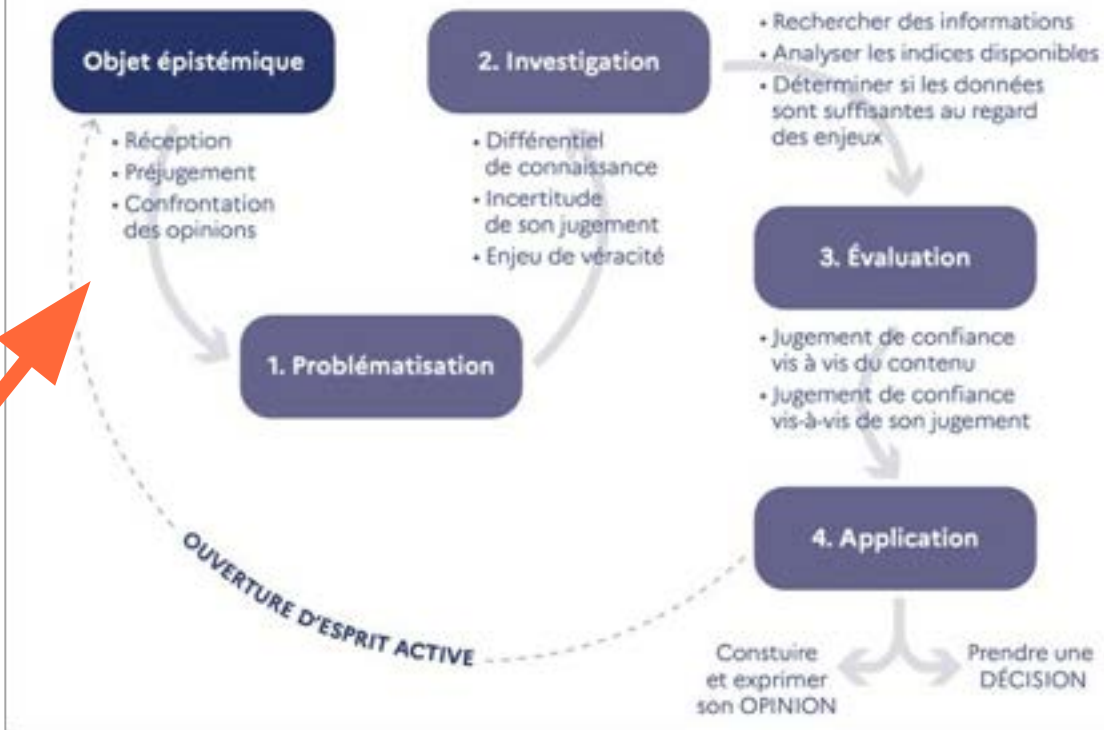 Objet épistémique
• Réception
• Préjugement
• Confrontation
des opinions
1. Problématisation
2. Investigation
• Différentiel
de connaissance
• Incertitude
de son jugement
• Enjeu de véracité
• Rechercher des informations
• Analyser les indices disponibles
• Déterminer si les données
sont suffisantes au regard
des enjeux
3. Évaluation
• Jugement de confiance
vis à vis du contenu
• Jugement de confiance
vis-à-vis de son jugement
4. Application
Constuire
et exprimer
son OPINION
Prendre une
DÉCISION
OUVERTURE D'ESPRIT ACTIVE